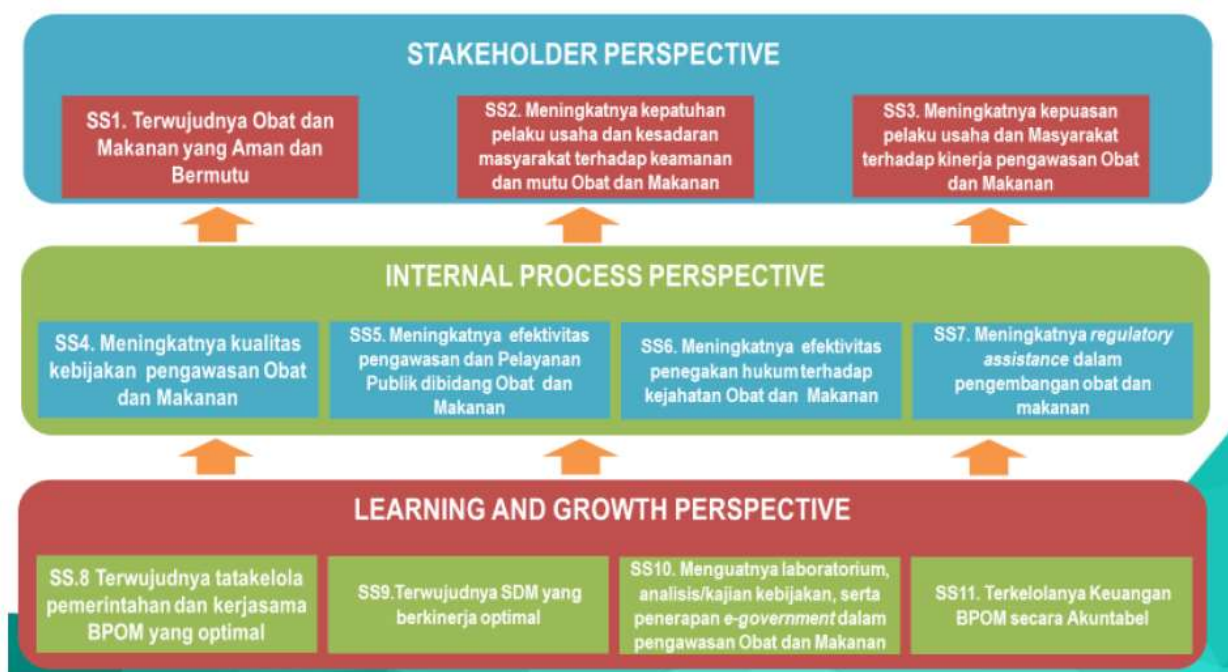 STAKEHOLDER PERSPECTIVE
SS1. Terwujudnya Obat dan
Makanan yang Aman dan
Bermutu
SS2. Meningkatnya kepatuhan
pelaku usaha dan kesadaran
masyarakat terhadap keamanan
dan mutu Obat dan Makanan
SS3. Meningkatnya kepuasan
pelaku usaha dan Masyarakat
terhadap kinerja pengawasan Obat
dan Makanan
INTERNAL PROCESS PERSPECTIVE
SS4. Meningkatnya kualitas
kebijakan pengawasan Obat
dan Makanan
SS5. Meningkatnya efektivitas
pengawasan dan Pelayanan
Publik dibidang Obat dan
Makanan
SS6. Meningkatnya efektivitas
penegakan hukum terhadap
kejahatan Obat dan Makanan
SS7. Meningkatnya regulatory
assistance dalam
pengembangan obat dan
makanan
LEARNING AND GROWTH PERSPECTIVE
SS.8 Terwujudnya tatakelola
pemerintahan dan kerjasama
BPOM yang optimal
SS9.Terwujudnya SDM yang
berkinerja optimal
SS10. Menguatnya laboratorium,
analisis/kajian kebijakan, serta
penerapan e-government dalam
pengawasan Obat dan Makanan
SS11. Terkelolanya Keuangan
BPOM secara Akuntabel